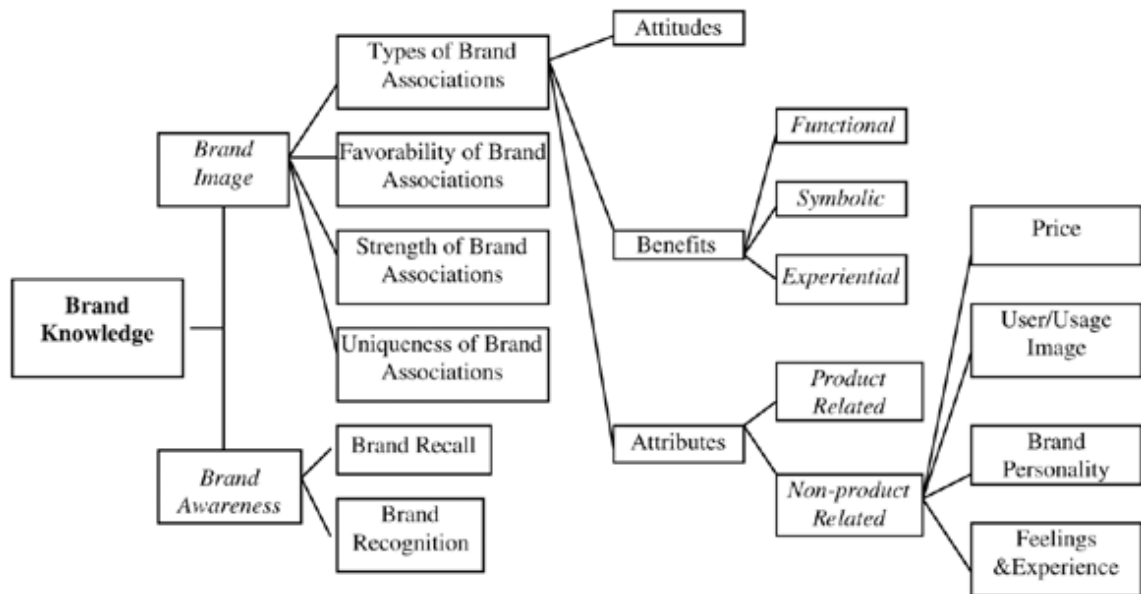 Types of Brand
Associations
Attitudes
Functional
Brand
Image
Favorability of Brand
Associations
Symbolic
Price
Strength of Brand
Associations
Benefits
Experiential
Brand
Knowledge
User/Usage
Image
Uniqueness of Brand
Associations
Product
Related
Brand Recall
Attributes
Brand
Personality
Brand
Awareness
Non-product
Related
Brand
Recognition
Feelings
&Experience